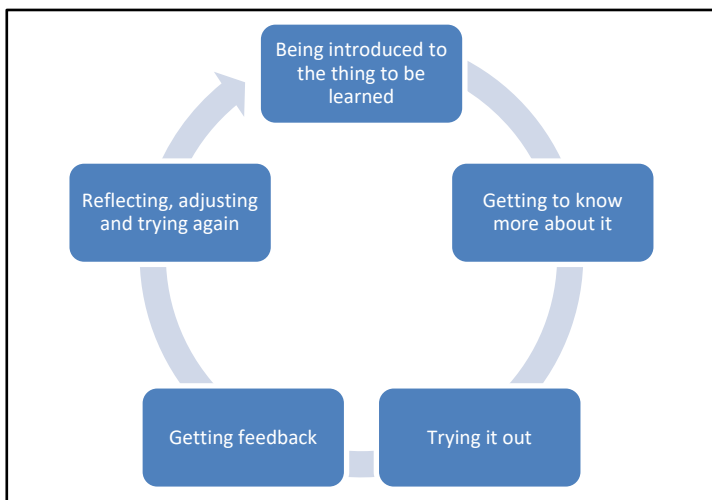 Being introduced to
the thing to be
learned
Getting to know
more about it
Trying it out
Getting feedback
Reflecting, adjusting
and trying again